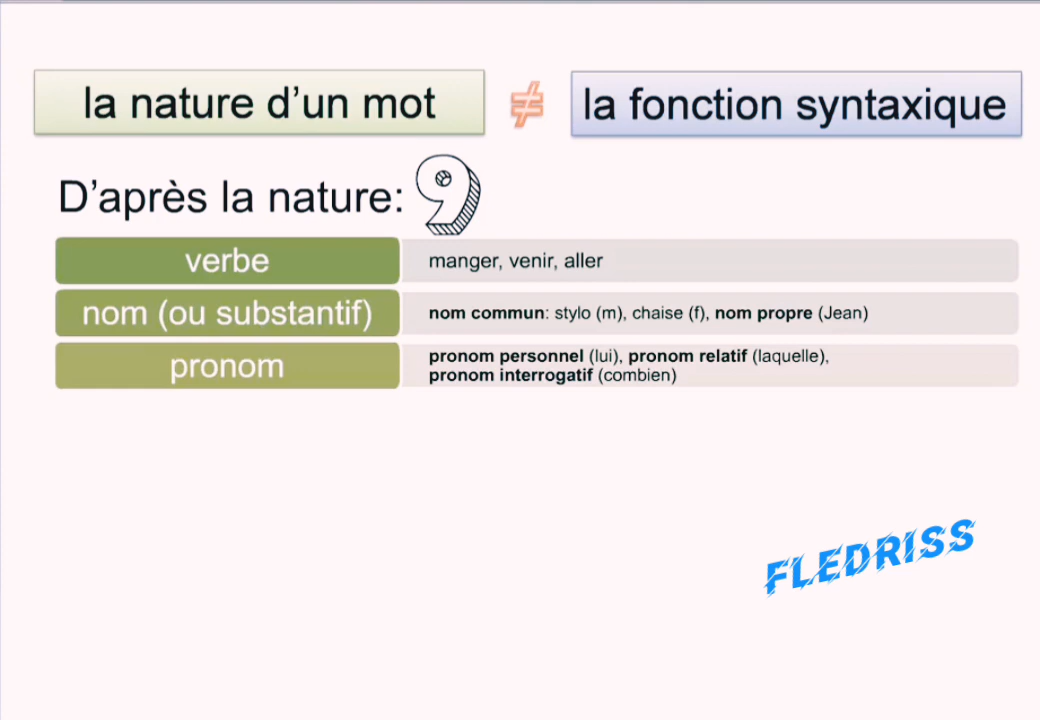 la nature d’un mot ≠ la fonction syntaxique
D’après la nature: 9
verbe manger, venir, aller
nom (ou substantif) nom commun: stylo (m), chaise (f), nom propre (Jean)
pronom pronom personnel (lui), pronom relatif (laquelle),
pronom interrogatif (combien)
FLEDRISS